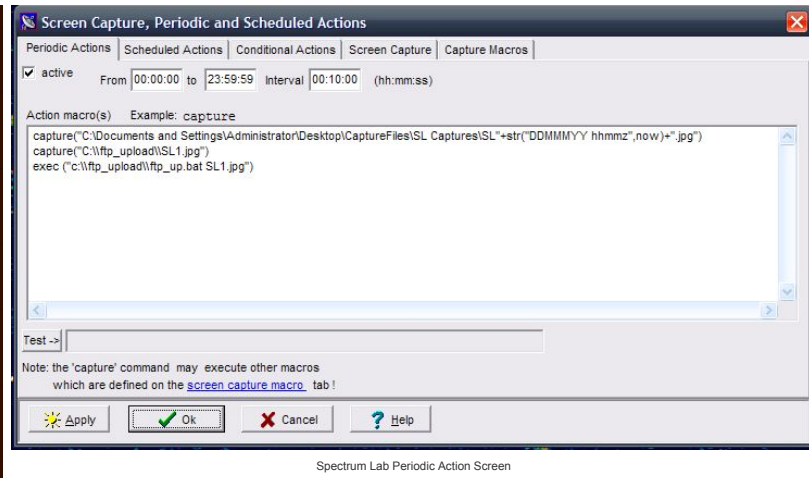 Screen Capture, Periodic and Scheduled Actions
Periodic Actions Scheduled Actions Conditional Actions Screen Capture Capture Macros
active From 00:00:00 to 23:59:59 Interval 00:10:00 (hh:mm:ss)
Action macro(s) Example: capture
capture("C:\Documents and Settings\Administrator\Desktop\CaptureFiles\SL Captures\SL"+str("DDMMMYY hhmmz",now)+".jpg")
capture("C:\\ftp_upload\\SL1.jpg")
exec ("c:\\ftp_upload\\ftp_up.bat SL1.jpg")
Test ->
Note: the 'capture' command may execute other macros
which are defined on the screen capture macro tab !
Apply Ok Cancel Help
Spectrum Lab Periodic Action Screen